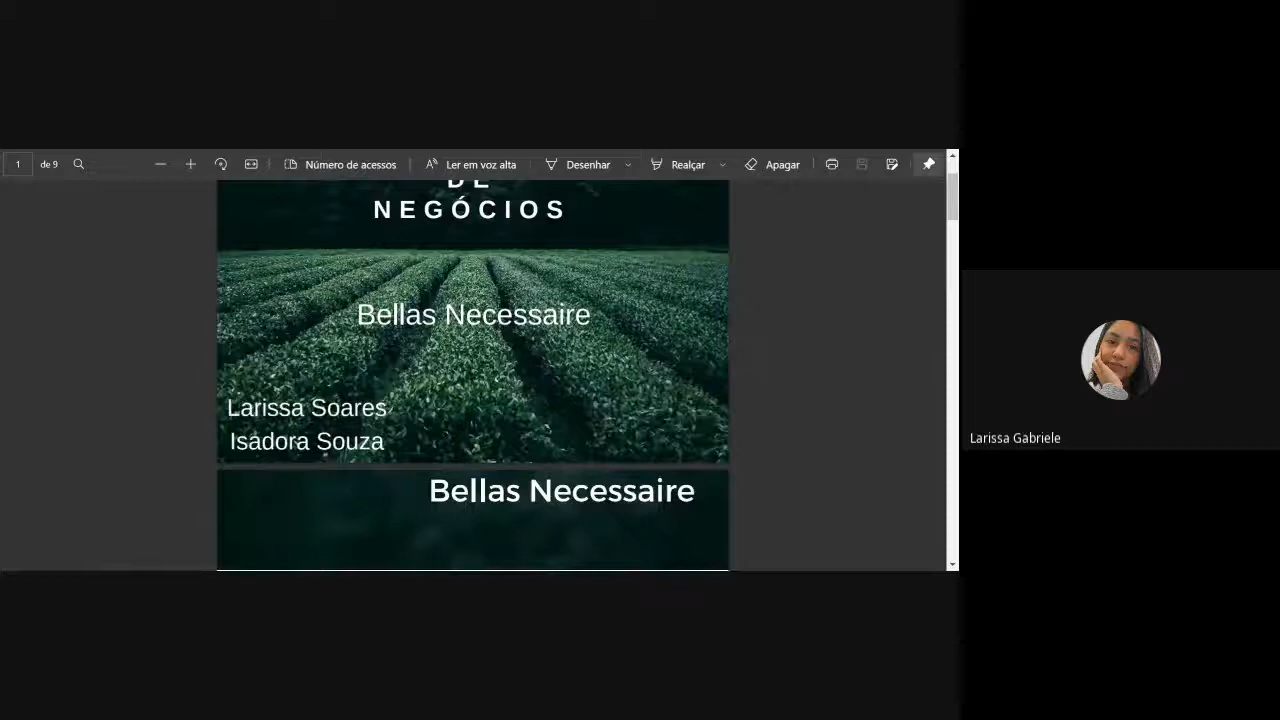 1 de 9 Número de acessos Ler em voz alta Desenhar Realçar Apagar
DE
NEGÓCIOS
Bellas Necessaire
Larissa Soares
Isadora Souza
Bellas Necessaire
Larissa Gabriele